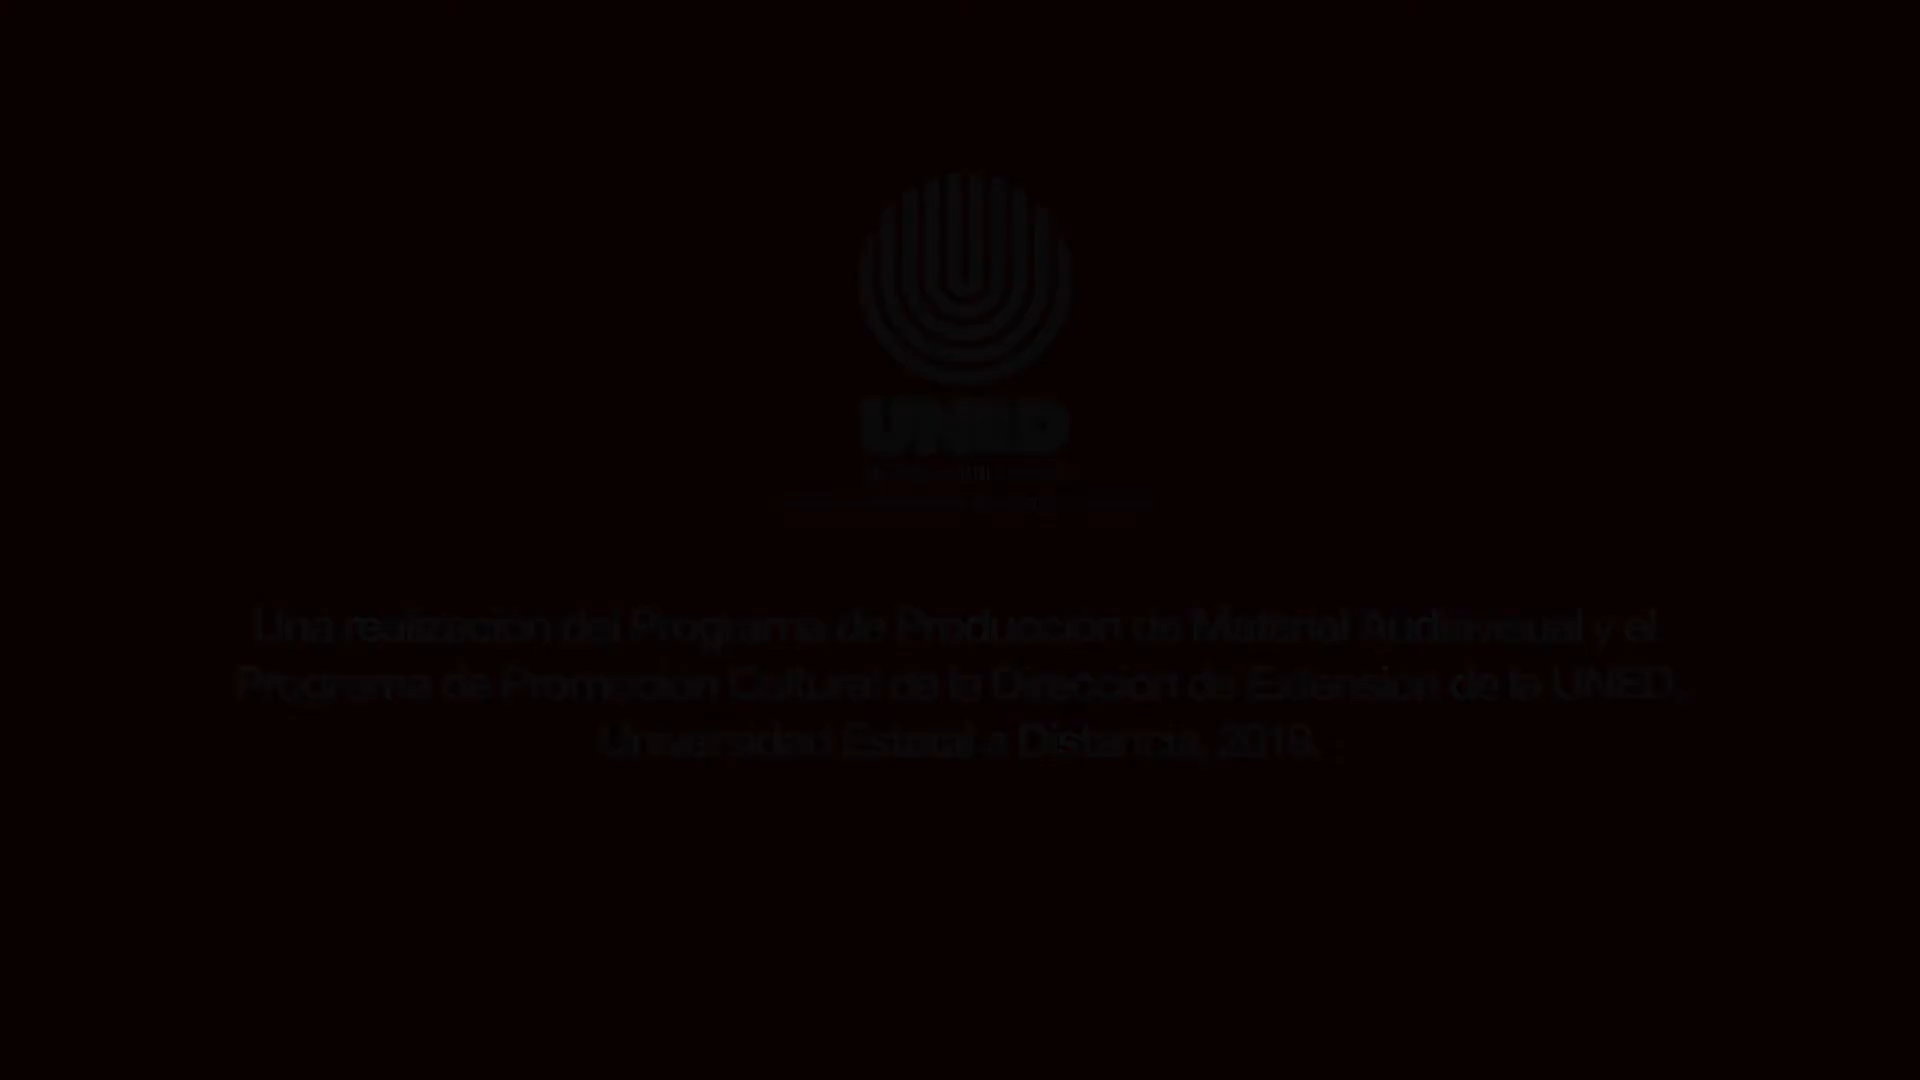 UNED
Una realización del Programa de Producción de Material Audiovisual y el
Programa de Promoción Cultural de la Dirección de Extensión de la UNED,
Universidad Estatal a Distancia, 2019.